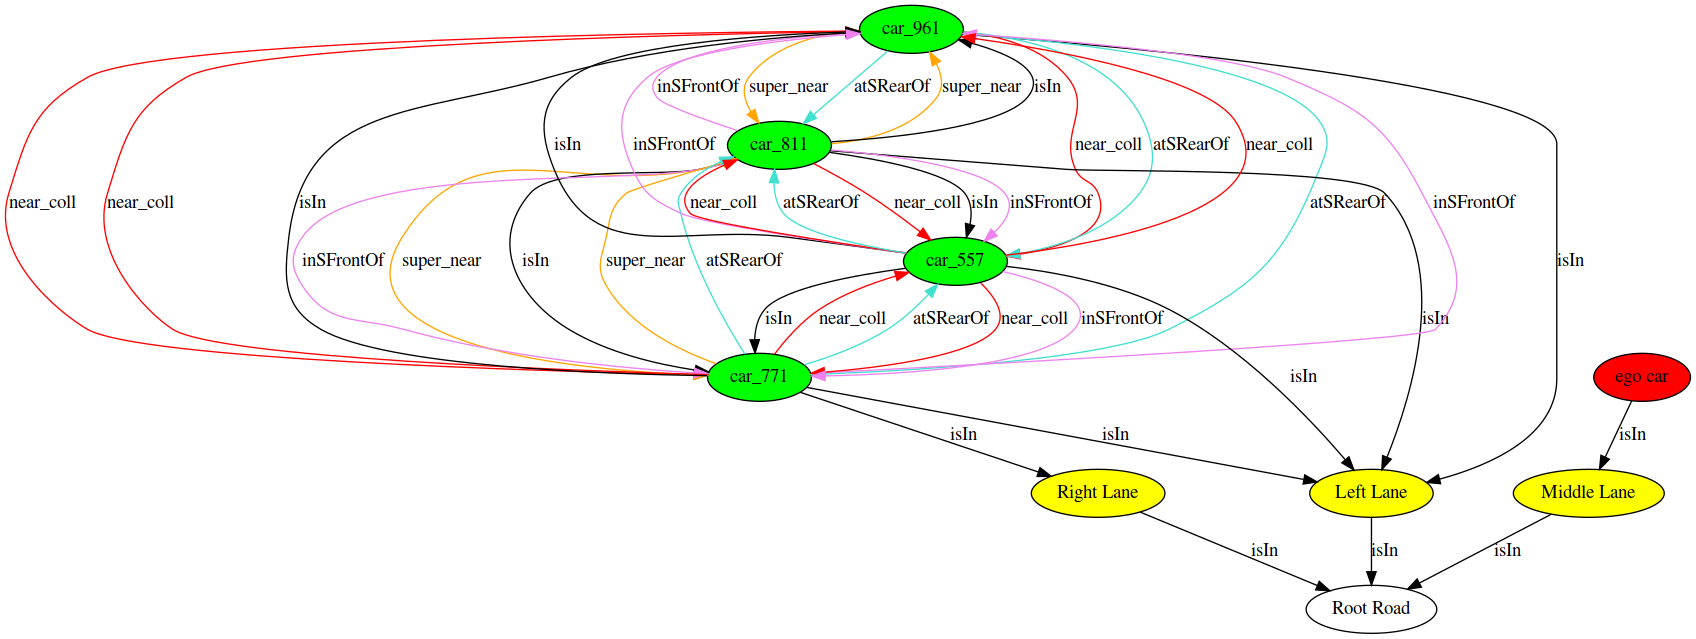 car_961
inSFrontOf super_near atSRearOf super_near isIn
car_811
isIn inSFrontOf near_coll atSRearOf near_coll
near_coll near_coll isIn near_coll atSRearOf near_coll isIn inSFrontOf atSRearOf inSFrontOf
inSFrontOf super_near isIn super_near atSRearOf car_557 isIn
isIn near_coll atSRearOf near_coll inSFrontOf isIn
car_771 isIn ego car
isIn isIn isIn
Right Lane Left Lane Middle Lane
isIn isIn isIn
Root Road